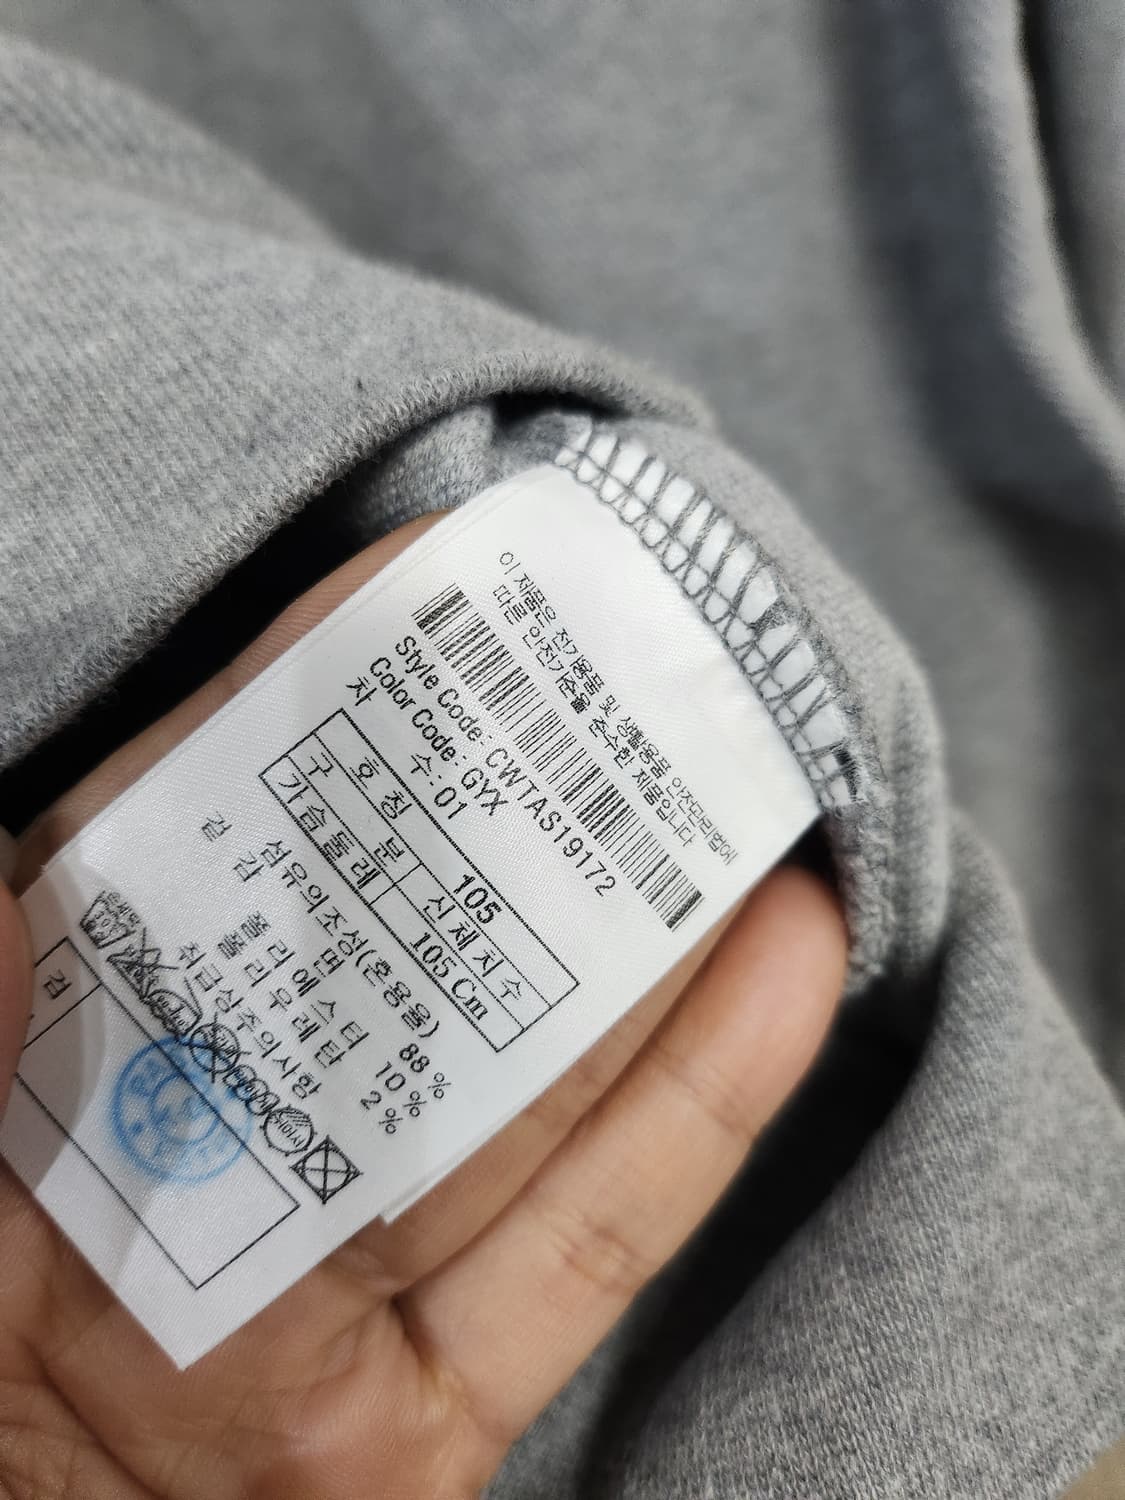 이 제품은 전기용품 및 생활용품 안전관리법에
따른 안전기준을 준수한 제품입니다
Style Code: CWTAS19172
Color Code: GYX
차 수: 01
호 칭 105
구 분 신체치수
가슴둘레 105 Cm
섬유의조성(혼용율)
겉 감 면 88 %
폴리에스터 10 %
폴리우레탄 2 %
취급상주의사항
검